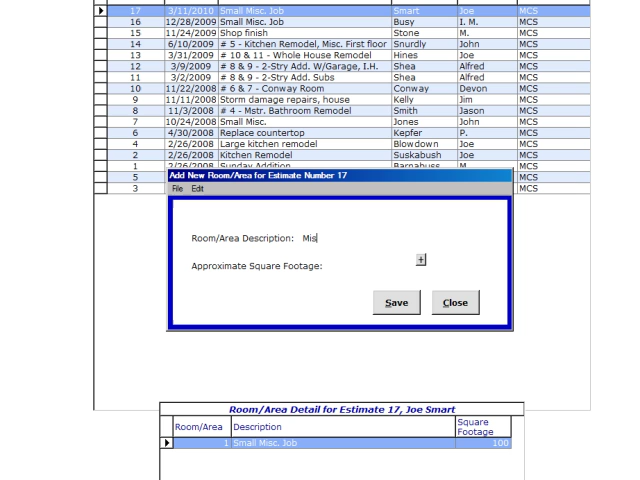 17 3/11/2010 Small Misc. Job Smart Joe MCS
16 12/28/2009 Small Misc. Job Busy I. M. MCS
15 11/24/2009 Shop finish Stone M. MCS
14 6/10/2009 # 5 - Kitchen Remodel, Misc. First floor Snurdly John MCS
13 3/31/2009 # 10 & 11 - Whole House Remodel Hines Joe MCS
12 3/9/2009 # 8 & 9 - 2-Stry Add. W/Garage, I.H. Shea Alfred MCS
11 3/2/2009 # 8 & 9 - 2-Stry Add. Subs Shea Alfred MCS
10 11/22/2008 # 6 & 7 - Conway Room Conway Devon MCS
9 11/11/2008 Storm damage repairs, house Kelly Jim MCS
8 11/3/2008 # 4 - Mstr. Bathroom Remodel Smith Jason MCS
7 10/24/2008 Small Misc. Jones John MCS
6 4/30/2008 Replace countertop Kepfer P. MCS
4 2/26/2008 Large kitchen remodel Blowdown Joe MCS
2 2/26/2008 Kitchen Remodel Suskabush Joe MCS
1 2/26/2008 Sunday Addition Barnabuss M. MCS
5 MCS
3 MCS
Add New Room/Area for Estimate Number 17
File Edit
Room/Area Description: Mis
Approximate Square Footage: +
Save Close
Room/Area Detail for Estimate 17, Joe Smart
Room/Area Description Square Footage
1 Small Misc. Job 100